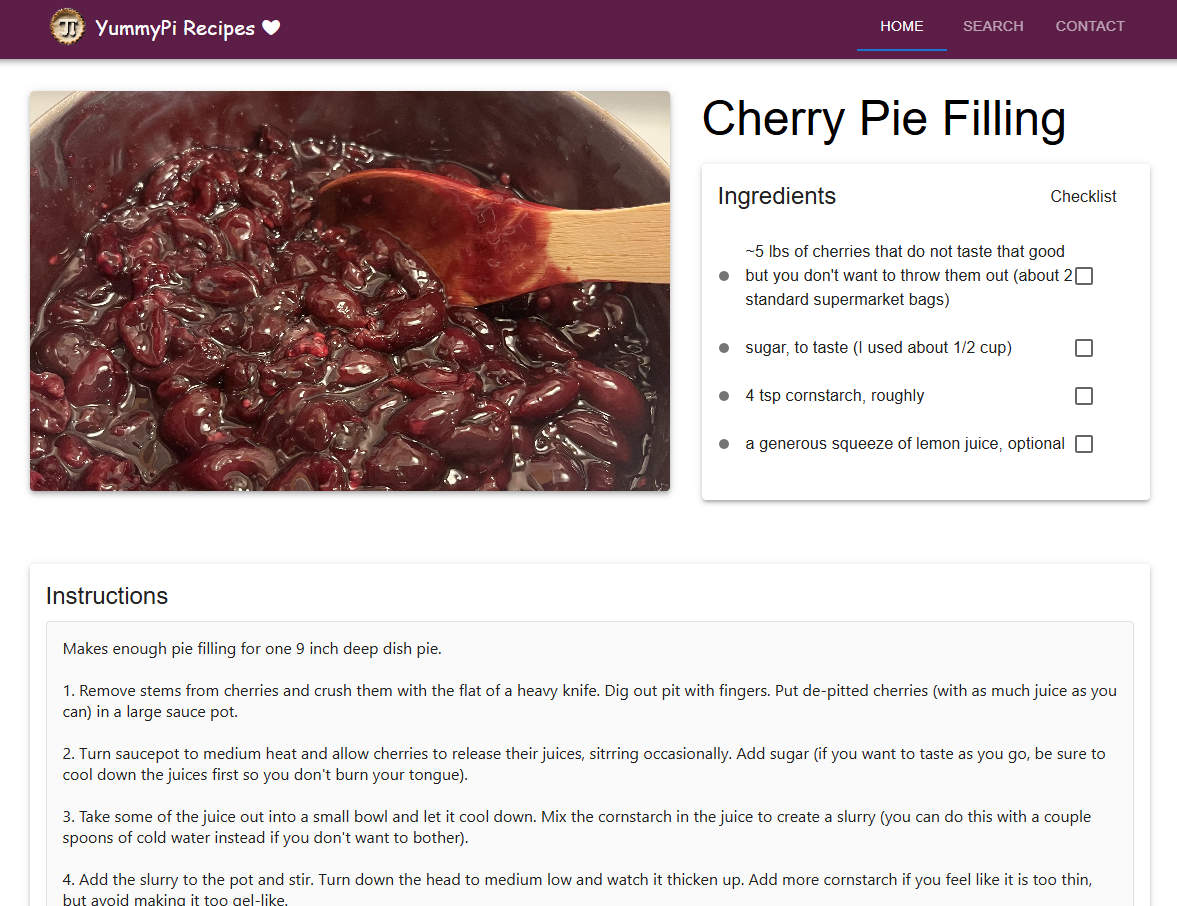 YummyPi Recipes
HOME
SEARCH
CONTACT
Cherry Pie Filling
Ingredients
Checklist
~5 lbs of cherries that do not taste that good
but you don't want to throw them out (about 2
standard supermarket bags)
sugar, to taste (I used about 1/2 cup)
4 tsp cornstarch, roughly
a generous squeeze of lemon juice, optional
Instructions
Makes enough pie filling for one 9 inch deep dish pie.
1. Remove stems from cherries and crush them with the flat of a heavy knife. Dig out pit with fingers. Put de-pitted cherries (with as much juice as you
can) in a large sauce pot.
2. Turn saucepot to medium heat and allow cherries to release their juices, sitrring occasionally. Add sugar (if you want to taste as you go, be sure to
cool down the juices first so you don't burn your tongue).
3. Take some of the juice out into a small bowl and let it cool down. Mix the cornstarch in the juice to create a slurry (you can do this with a couple
spoons of cold water instead if you don't want to bother).
4. Add the slurry to the pot and stir. Turn down the head to medium low and watch it thicken up. Add more cornstarch if you feel like it is too thin,
but avoid making it too gel-like.